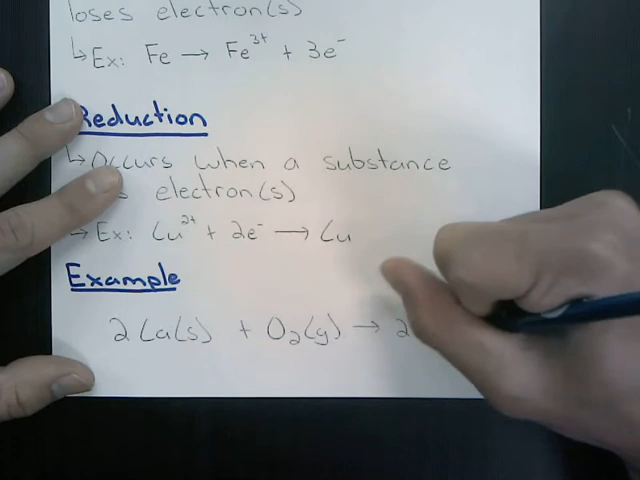 loses electron(s)
↳ Ex: Fe → Fe³⁺ + 3e⁻
Reduction
↳ Occurs when a substance
electron(s)
→ Ex: Cu²⁺ + 2e⁻ → Cu
Example
2Ca(s) + O₂(g) → 2